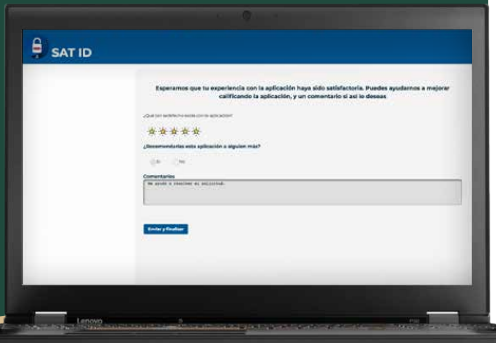 SAT ID
Esperamos que tu experiencia con la aplicación haya sido satisfactoria. Puedes ayudarnos a mejorar
calificando la aplicación, y un comentario si así lo deseas
¿Qué tan satisfecho estás con la aplicación?
¿Recomendarías esta aplicación a alguien más?
Si No
Comentarios
Me ayudó a resolver mi solicitud.
Enviar y finalizar
Lenovo